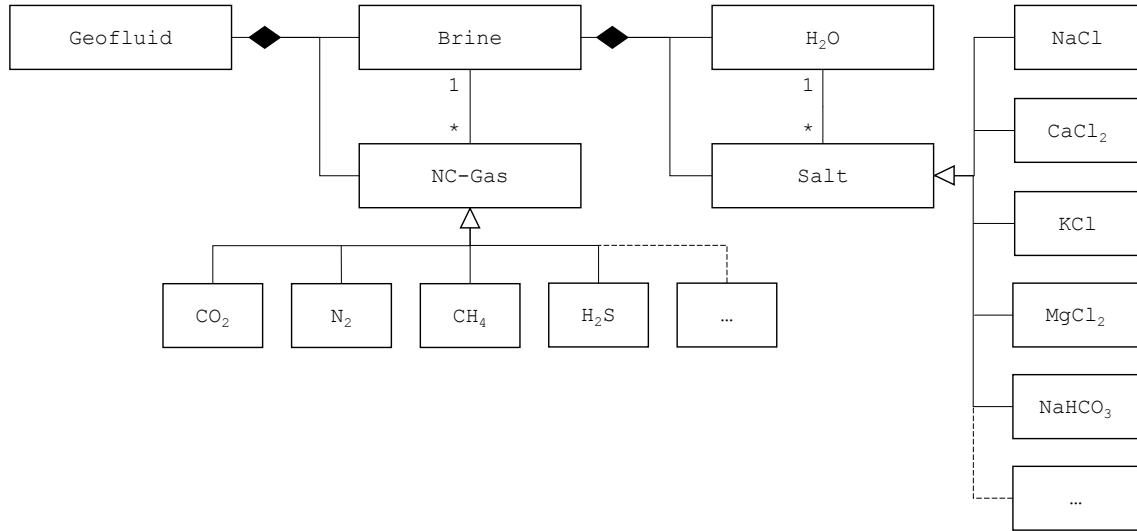 Geofluid
Brine
H₂O
NaCl
1
1
*
*
CaCl₂
NC-Gas
Salt
KCl
CO₂
N₂
CH₄
H₂S
…
MgCl₂
NaHCO₃
…